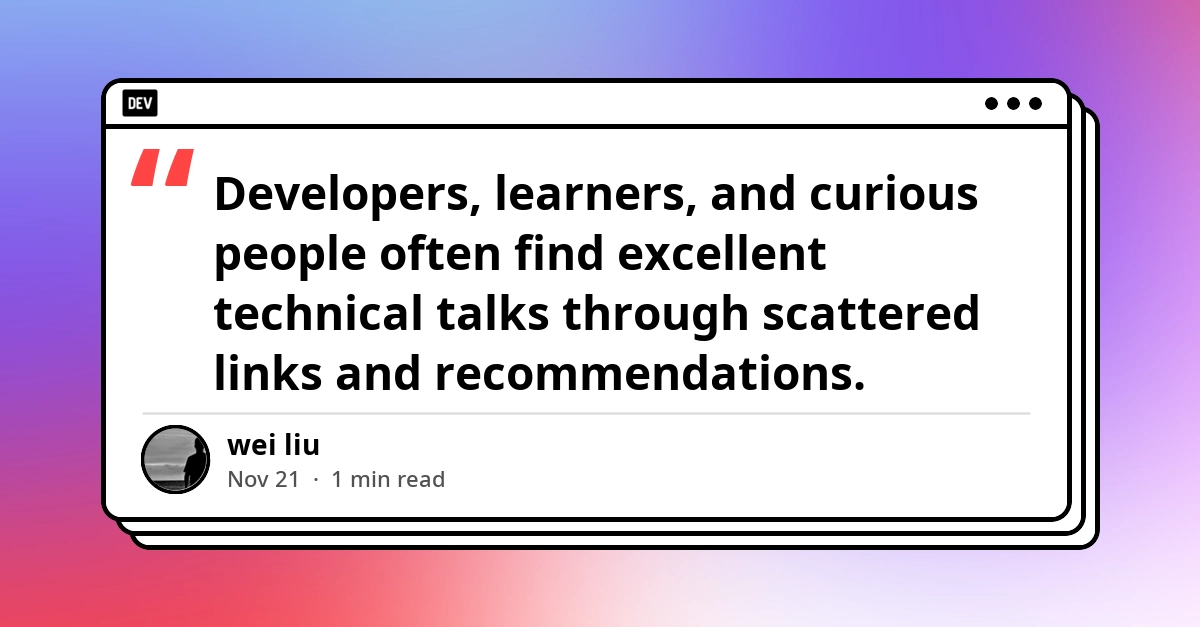 DEV
“ Developers, learners, and curious
people often find excellent
technical talks through scattered
links and recommendations.
wei liu
Nov 21 · 1 min read